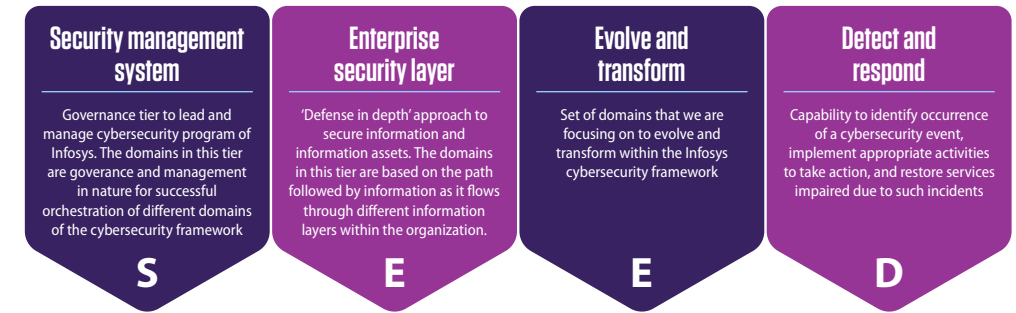 Security management
system
Governance tier to lead and
manage cybersecurity program of
Infosys. The domains in this tier
are goverance and management
in nature for successful
orchestration of different domains
of the cybersecurity framework
S
Enterprise
security layer
'Defense in depth' approach to
secure information and
information assets. The domains
in this tier are based on the path
followed by information as it flows
through different information
layers within the organization.
E
Evolve and
transform
Set of domains that we are
focusing on to evolve and
transform within the Infosys
cybersecurity framework
E
Detect and
respond
Capability to identify occurrence
of a cybersecurity event,
implement appropriate activities
to take action, and restore services
impaired due to such incidents
D